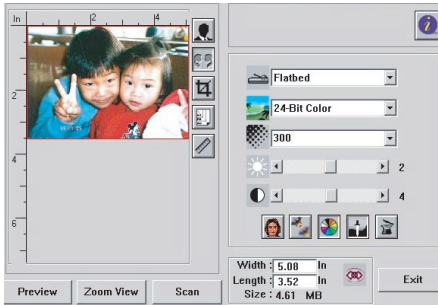 In
2
4
2
4
6
Flatbed
24-Bit Color
300
2
4
Preview
Zoom View
Scan
Width : 5.08 In
Length : 3.52 In
Size : 4.61 MB
Exit